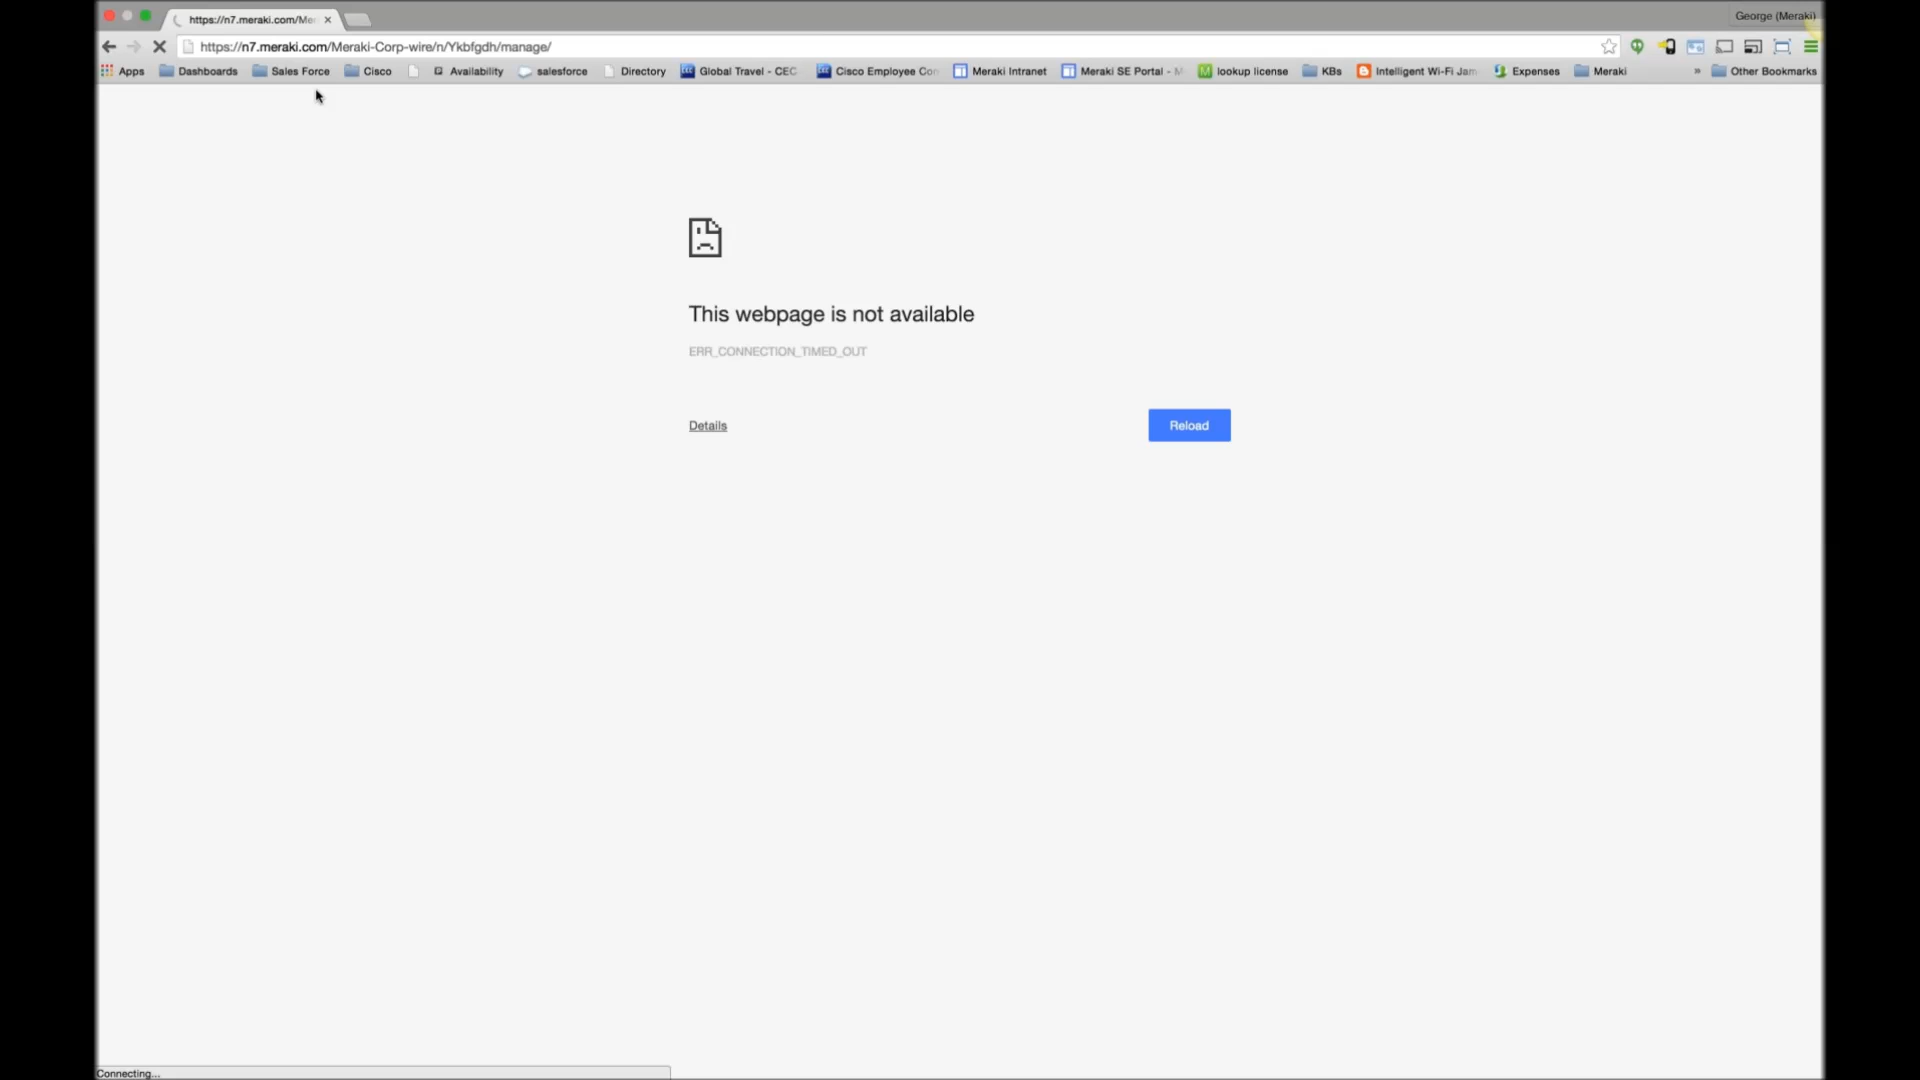 https://n7.meraki.com/Me
George (Meraki)
https://n7.meraki.com/Meraki-Corp-wire/n/Ykbfgdh/manage/
Apps Dashboards Sales Force Cisco Availability salesforce Directory Global Travel - CEC Cisco Employee Con Meraki Intranet Meraki SE Portal - M lookup license KBs Intelligent Wi-Fi Jam Expenses Meraki » Other Bookmarks
This webpage is not available
ERR_CONNECTION_TIMED_OUT
Details Reload
Connecting...